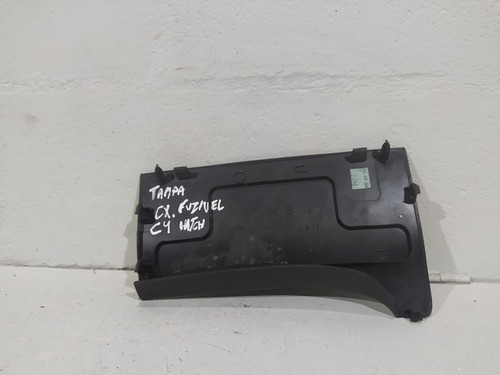 TAMPA
CX. FUZIVEL
C4 HATCH